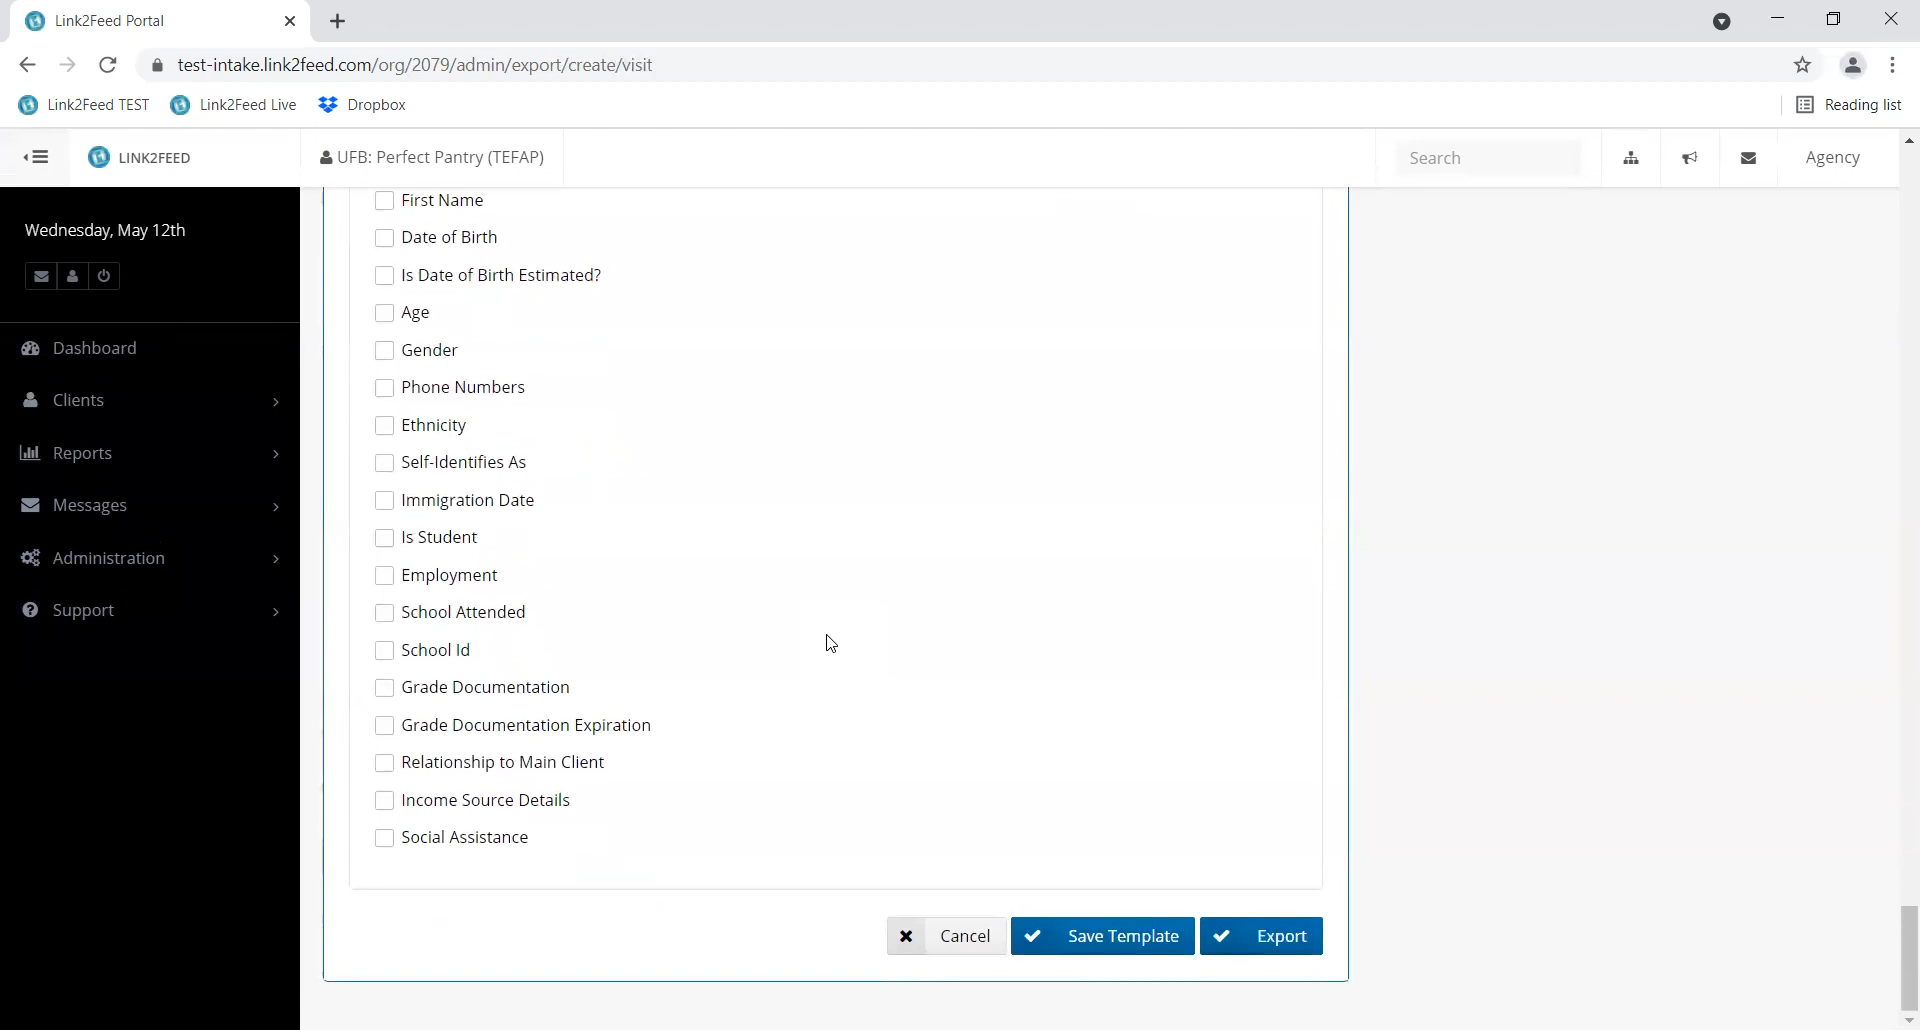 Link2Feed Portal
test-intake.link2feed.com/org/2079/admin/export/create/visit
Link2Feed TEST
Link2Feed Live
Dropbox
Reading list
LINK2FEED
UFB: Perfect Pantry (TEFAP)
Search
Agency
Wednesday, May 12th
Dashboard
Clients
Reports
Messages
Administration
Support
First Name
Date of Birth
Is Date of Birth Estimated?
Age
Gender
Phone Numbers
Ethnicity
Self-Identifies As
Immigration Date
Is Student
Employment
School Attended
School Id
Grade Documentation
Grade Documentation Expiration
Relationship to Main Client
Income Source Details
Social Assistance
Cancel
Save Template
Export